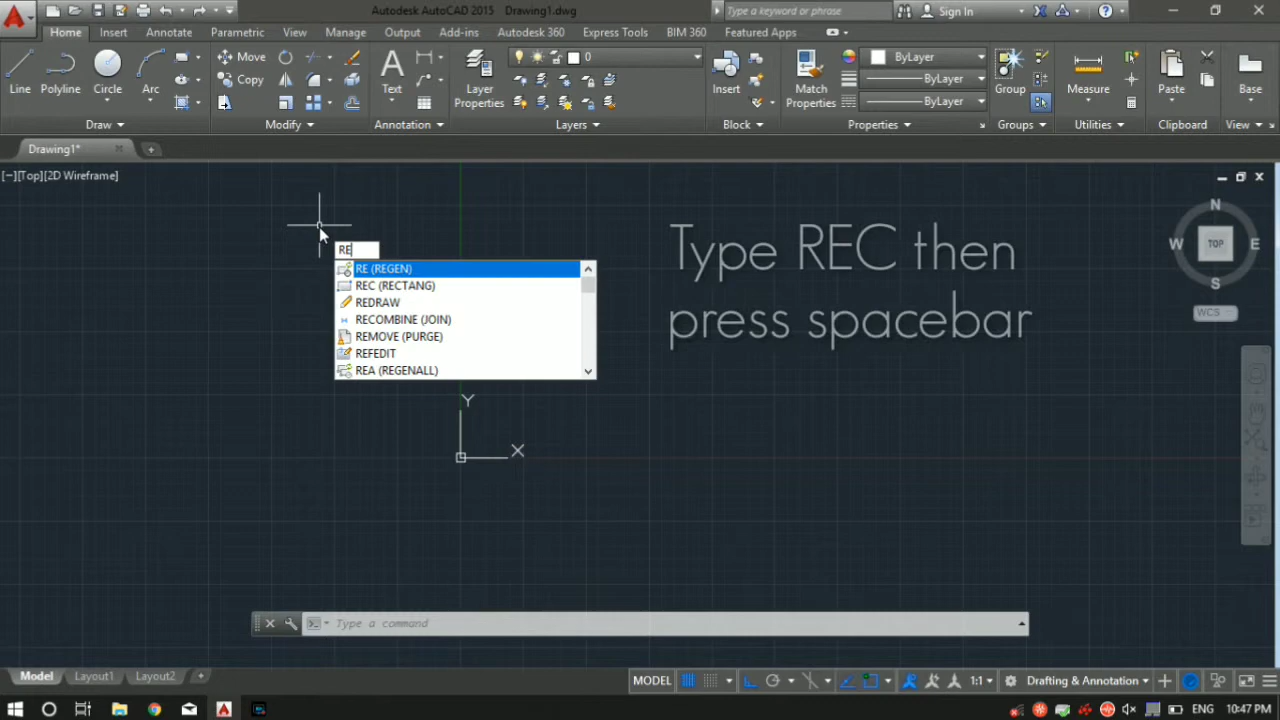 Autodesk AutoCAD 2015 Drawing1.dwg
Type a keyword or phrase
Sign In
Home Insert Annotate Parametric View Manage Output Add-ins Autodesk 360 Express Tools BIM 360 Featured Apps
Move
Copy
0
ByLayer
ByLayer
ByLayer
Line Polyline Circle Arc
Text
Layer Properties
Insert
Match Properties
Group
Measure
Paste
Base
Draw Modify Annotation Layers Block Properties Groups Utilities Clipboard View
Drawing1*
[−][Top][2D Wireframe]
RE
RE (REGEN)
REC (RECTANG)
REDRAW
RECOMBINE (JOIN)
REMOVE (PURGE)
REFEDIT
REA (REGENALL)
Type REC then
press spacebar
N
W TOP E
S
WCS
Y
X
Type a command
Model Layout1 Layout2
MODEL
1:1
Drafting & Annotation
ENG 10:47 PM